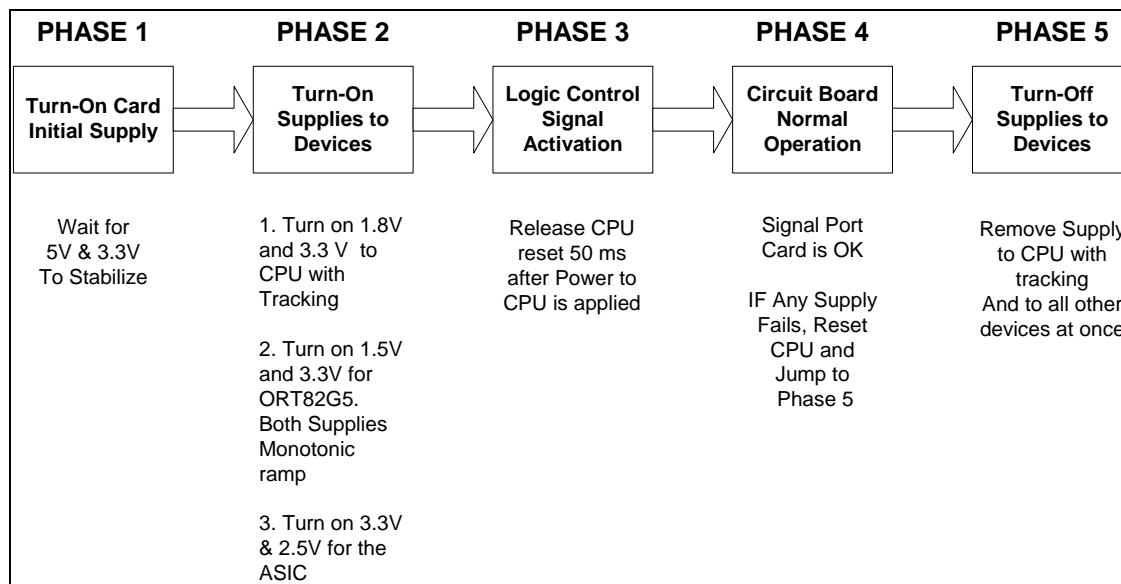 PHASE 1
PHASE 2
PHASE 3
PHASE 4
PHASE 5
Turn-On Card
Initial Supply
Turn-On
Supplies to
Devices
Logic Control
Signal
Activation
Circuit Board
Normal
Operation
Turn-Off
Supplies to
Devices
Wait for
5V & 3.3V
To Stabilize
1. Turn on 1.8V
and 3.3 V to
CPU with
Tracking
2. Turn on 1.5V
and 3.3V for
ORT82G5.
Both Supplies
Monotonic
ramp
3. Turn on 3.3V
& 2.5V for the
ASIC
Release CPU
reset 50 ms
after Power to
CPU is applied
Signal Port
Card is OK
IF Any Supply
Fails, Reset
CPU and
Jump to
Phase 5
Remove Supply
to CPU with
tracking
And to all other
devices at once